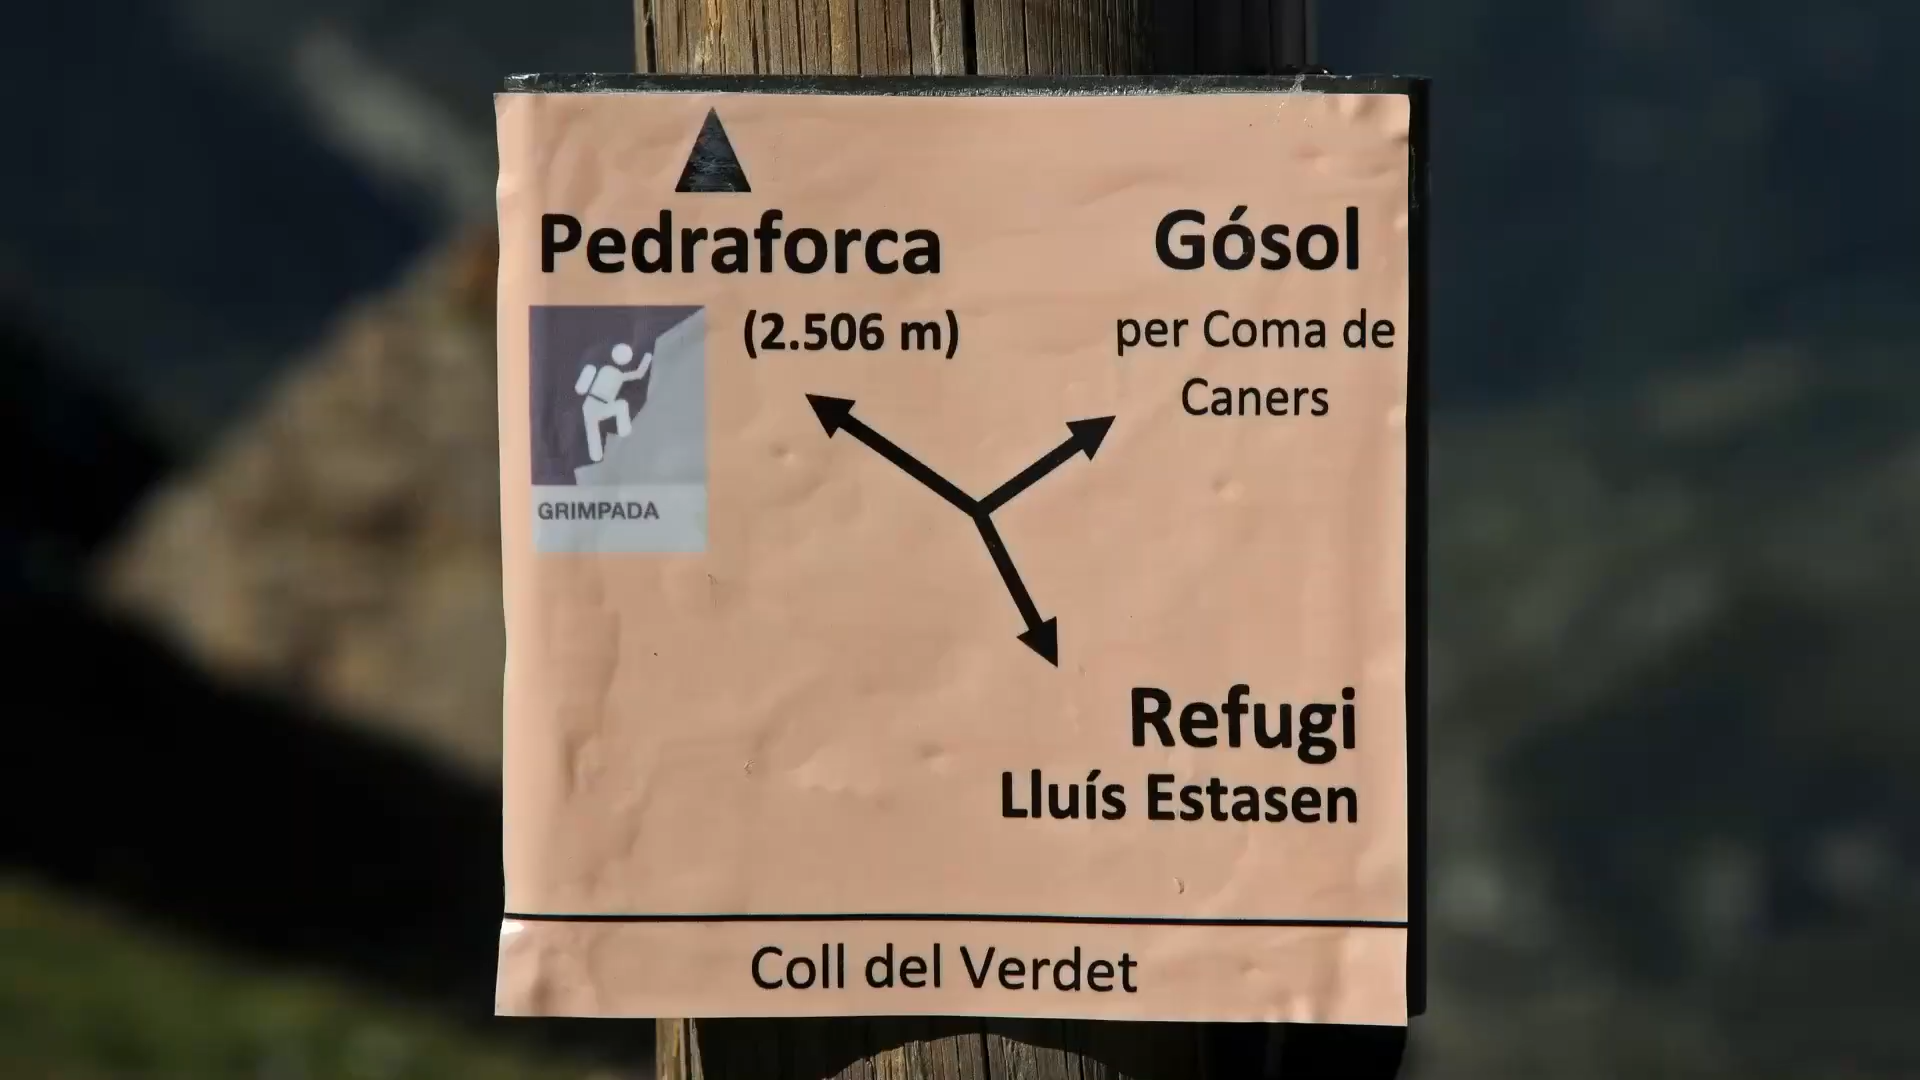 Pedraforca
(2.506 m)
GRIMPADA
Gósol
per Coma de
Caners
Refugi
Lluís Estasen
Coll del Verdet